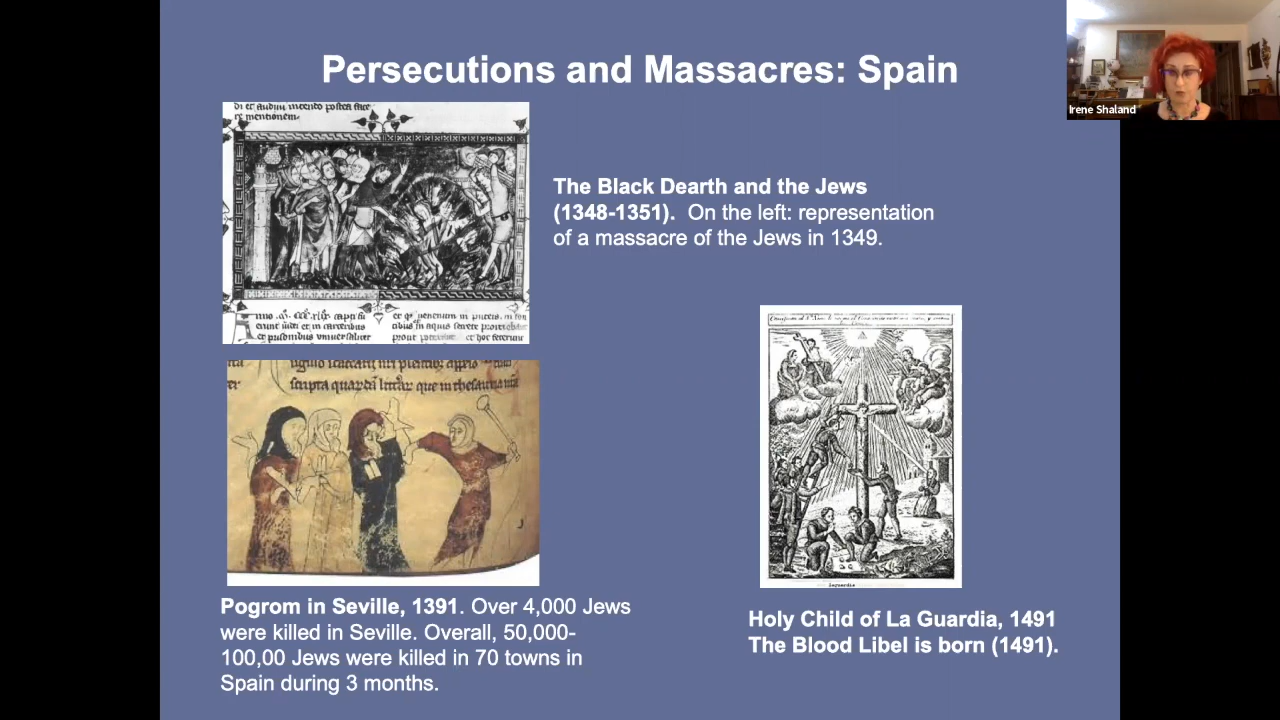 Persecutions and Massacres: Spain
Irene Shaland
The Black Dearth and the Jews
(1348-1351). On the left: representation
of a massacre of the Jews in 1349.
Pogrom in Seville, 1391. Over 4,000 Jews
were killed in Seville. Overall, 50,000-
100,00 Jews were killed in 70 towns in
Spain during 3 months.
Holy Child of La Guardia, 1491
The Blood Libel is born (1491).